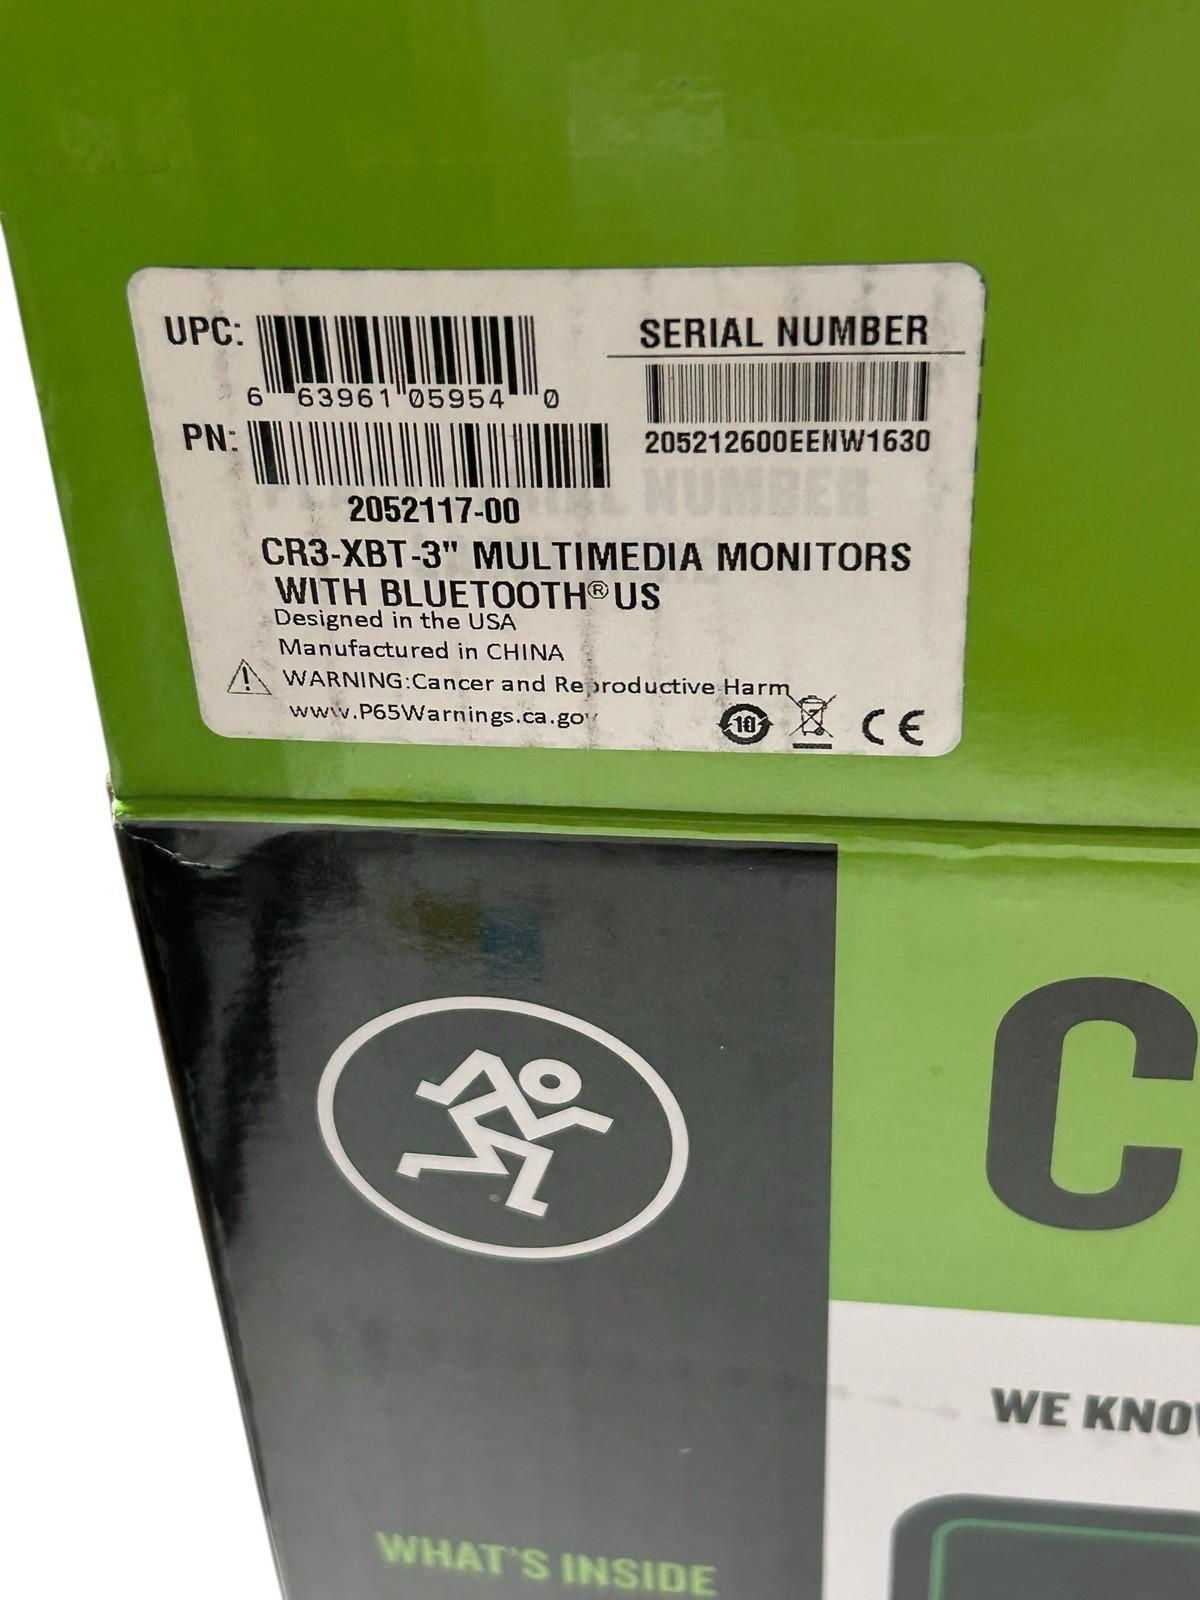 UPC:
6 63961 05954 0
SERIAL NUMBER
205212600EENW1630
PN:
2052117-00
CR3-XBT-3" MULTIMEDIA MONITORS
WITH BLUETOOTH® US
Designed in the USA
Manufactured in CHINA
WARNING:Cancer and Reproductive Harm
www.P65Warnings.ca.gov
10
CE
C
WE KNOW
WHAT'S INSIDE